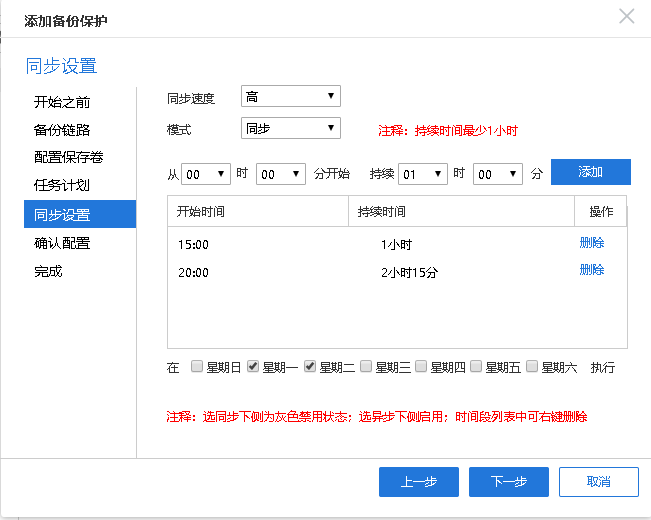 添加备份保护
同步设置
开始之前
备份链路
配置保存卷
任务计划
同步设置
确认配置
完成
同步速度 高
模式 同步 注释：持续时间最少1小时
从 00 时 00 分开始 持续 01 时 00 分 添加
开始时间 持续时间 操作
15:00 1小时 删除
20:00 2小时15分 删除
在 星期日 星期一 星期二 星期三 星期四 星期五 星期六 执行
注释：选同步下侧为灰色禁用状态；选异步下侧启用；时间段列表中可右键删除
上一步 下一步 取消